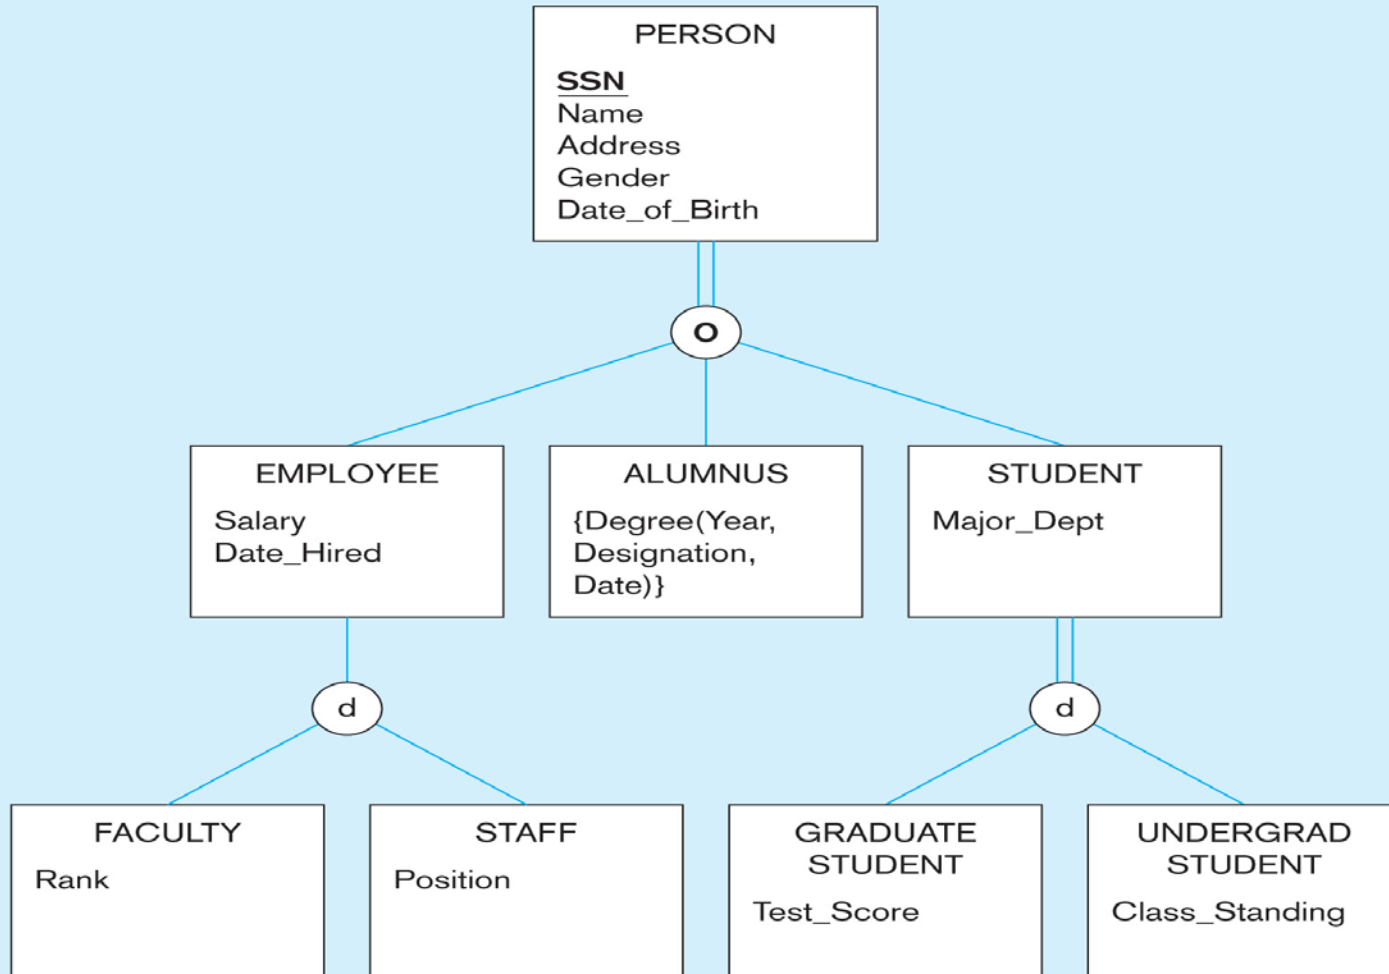 PERSON
SSN
Name
Address
Gender
Date_of_Birth
O
EMPLOYEE
Salary
Date_Hired
ALUMNUS
{Degree(Year,
Designation,
Date)}
STUDENT
Major_Dept
d
d
FACULTY
Rank
STAFF
Position
GRADUATE
STUDENT
Test_Score
UNDERGRAD
STUDENT
Class_Standing